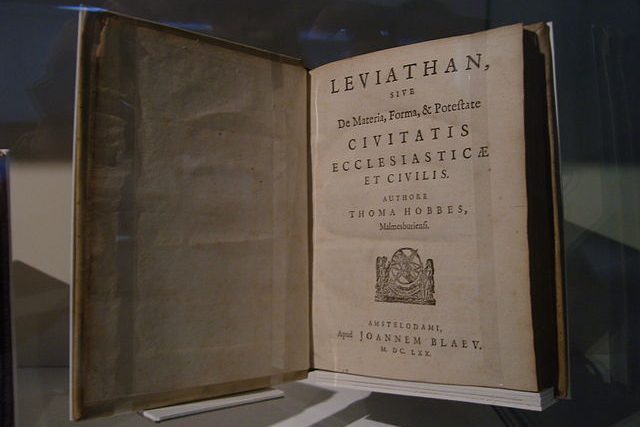 LEVIATHAN,
SIVE
De Materia, Forma, & Poteſtate
CIVITATIS
ECCLESIASTICÆ
ET CIVILIS.
AUTHORE
THOMA HOBBES,
Malmesburienſi.
AMSTELODAMI,
Apud JOANNEM BLAEV.
M. DC. LXX.